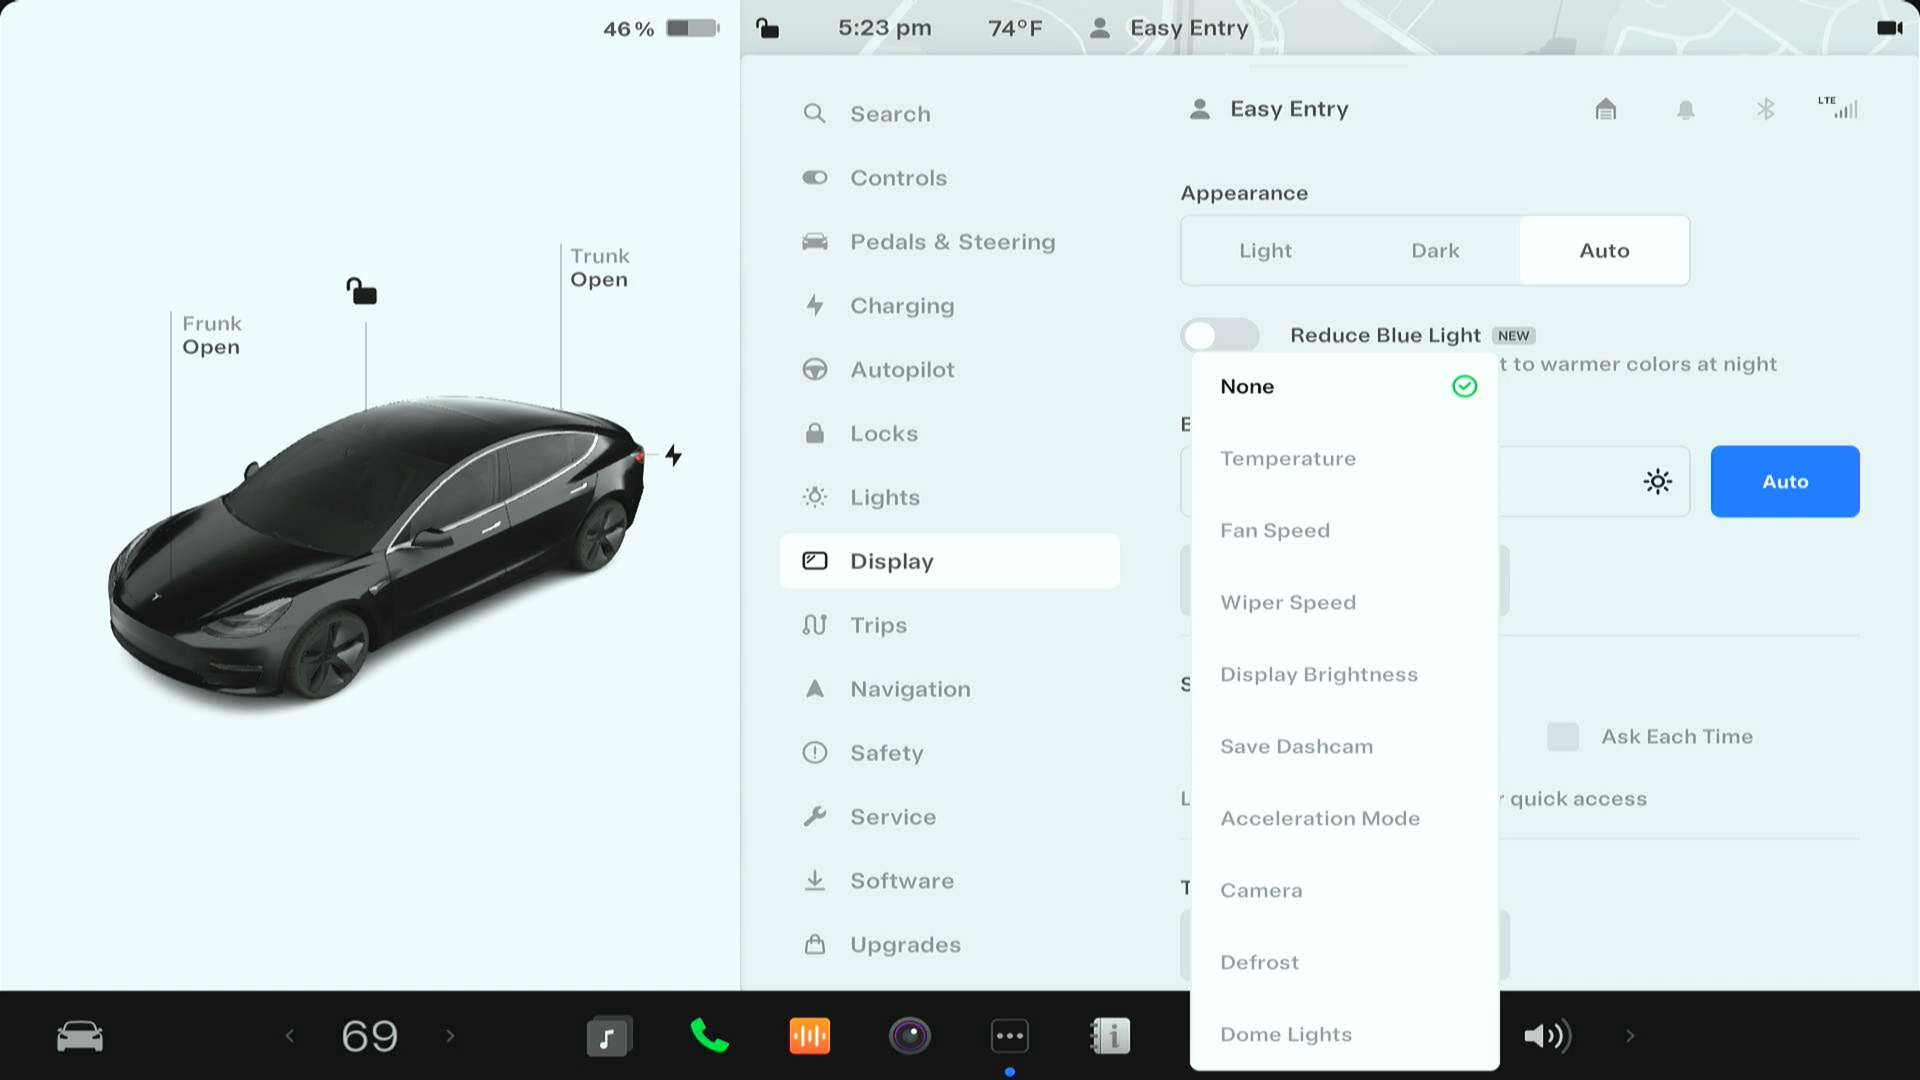 46 %
5:23 pm
74°F
Easy Entry
Trunk
Open
Frunk
Open
Search
Controls
Pedals & Steering
Charging
Autopilot
Locks
Lights
Display
Trips
Navigation
Safety
Service
Software
Upgrades
Easy Entry
LTE
Appearance
Light
Dark
Auto
Reduce Blue Light NEW
t to warmer colors at night
None
Temperature
Fan Speed
Wiper Speed
Display Brightness
Save Dashcam
Acceleration Mode
Camera
Defrost
Dome Lights
Auto
Ask Each Time
quick access
69